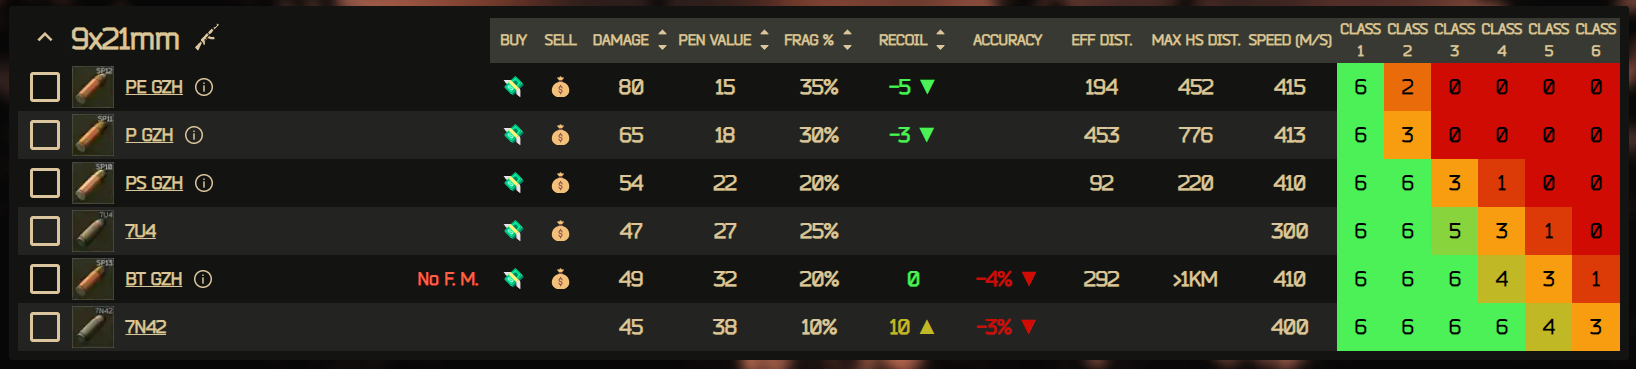 9x21mm BUY SELL DAMAGE PEN VALUE FRAG % RECOIL ACCURACY EFF DIST. MAX HS DIST. SPEED (M/S) CLASS 1 CLASS 2 CLASS 3 CLASS 4 CLASS 5 CLASS 6
SP12 PE GZH 80 15 35% -5 ▼ 194 452 415 6 2 0 0 0 0
SP11 P GZH 65 18 30% -3 ▼ 453 776 413 6 3 0 0 0 0
SP10 PS GZH 54 22 20% 92 220 410 6 6 3 1 0 0
7U4 7U4 47 27 25% 300 6 6 5 3 1 0
SP13 BT GZH No F. M. 49 32 20% 0 -4% ▼ 292 >1KM 410 6 6 6 4 3 1
7N42 7N42 45 38 10% 10 ▲ -3% ▼ 400 6 6 6 6 4 3